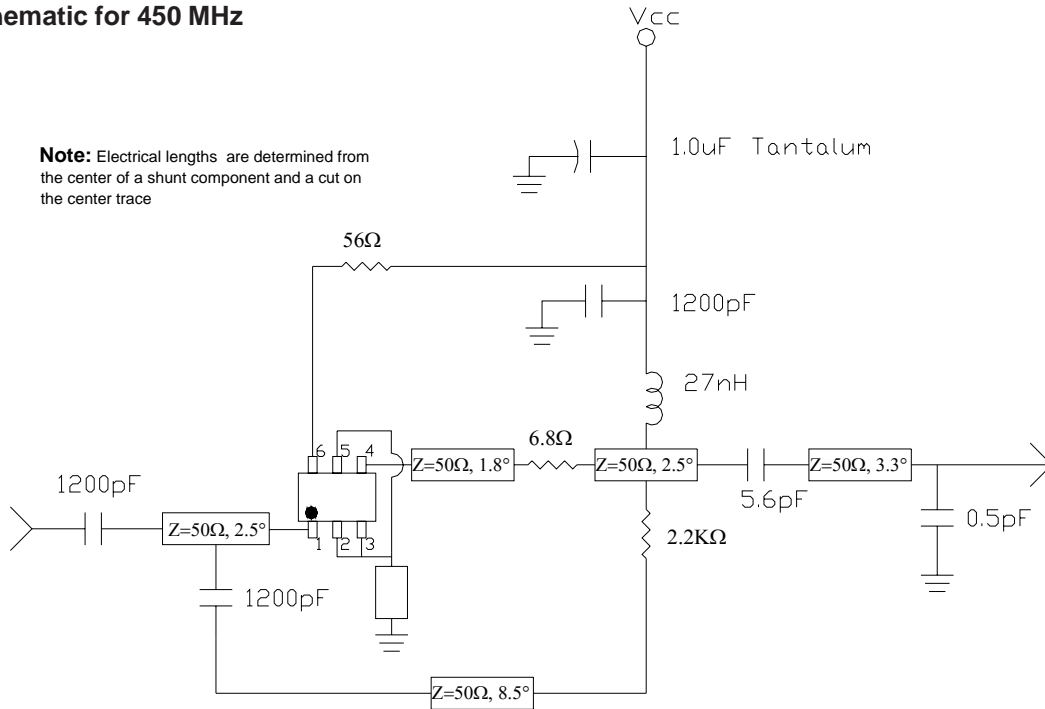 hematic for 450 MHz
Vcc
Note: Electrical lengths are determined from
the center of a shunt component and a cut on
the center trace
1.0uF Tantalum
56Ω
1200pF
27nH
6 5 4
6.8Ω
Z=50Ω, 1.8°
Z=50Ω, 2.5°
Z=50Ω, 3.3°
1200pF
5.6pF
Z=50Ω, 2.5°
0.5pF
1 2 3
2.2KΩ
1200pF
Z=50Ω, 8.5°